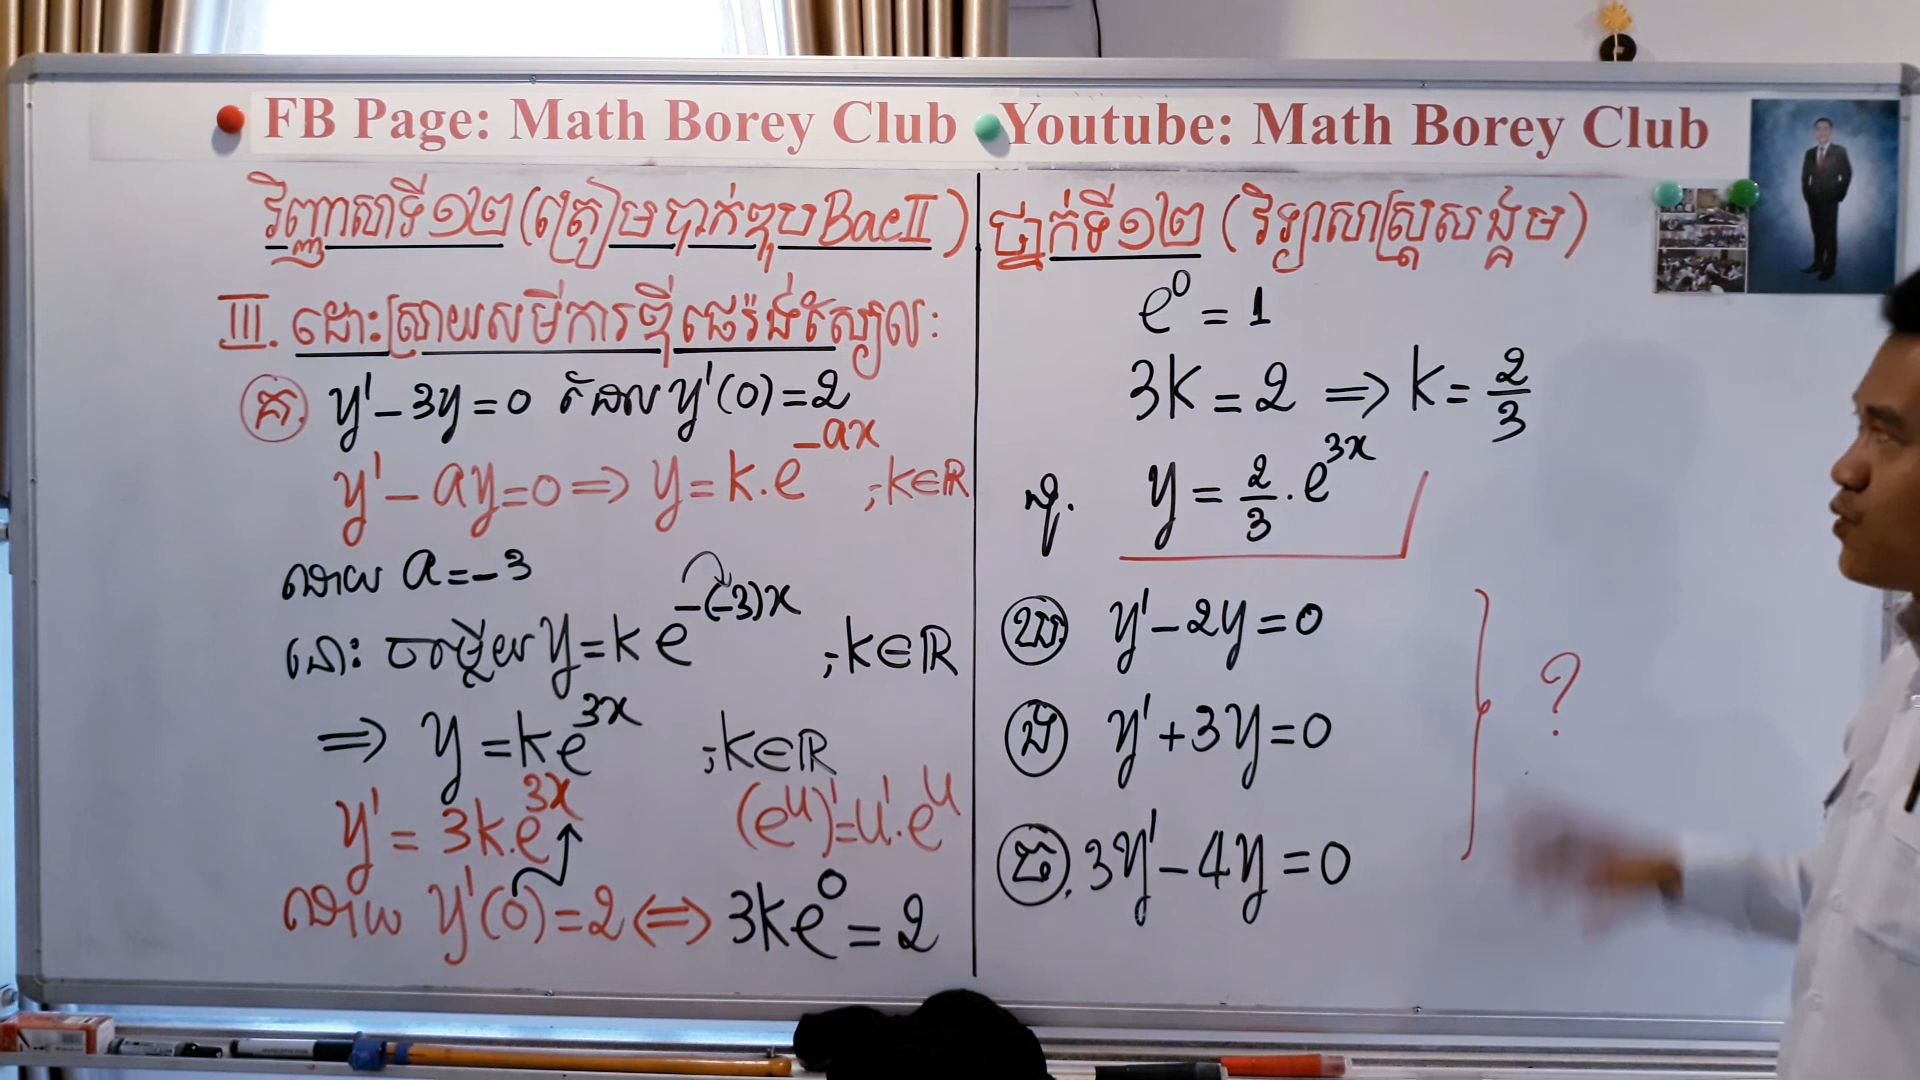 FB Page: Math Borey Club
Youtube: Math Borey Club
វិញ្ញាសាទី១២ (ត្រៀមបាក់ឌុប BacII)
III. ដោះស្រាយសមីការឌីផេរ៉ង់ស្យែល:
គ. y' - 3y = 0 ដែល y'(0) = 2
y' - ay = 0 ⇒ y = k.e^{-ax} ; k∈ℝ
ដោយ a = -3
នោះ ចម្លើយ y = k e^{-(-3)x} ; k∈ℝ
⇒ y = ke^{3x} ; k∈ℝ
y' = 3k.e^{3x} (e^u)' = u'.e^u
ដោយ y'(0) = 2 ⇔ 3ke^0 = 2
ថ្នាក់ទី១២ (វិទ្យាសាស្ត្រសង្គម)
e^0 = 1
3k = 2 ⇒ k = 2/3
y = 2/3 . e^{3x}
ឃ. y' - 2y = 0
ង y' + 3y = 0
ច. 3y' - 4y = 0
?